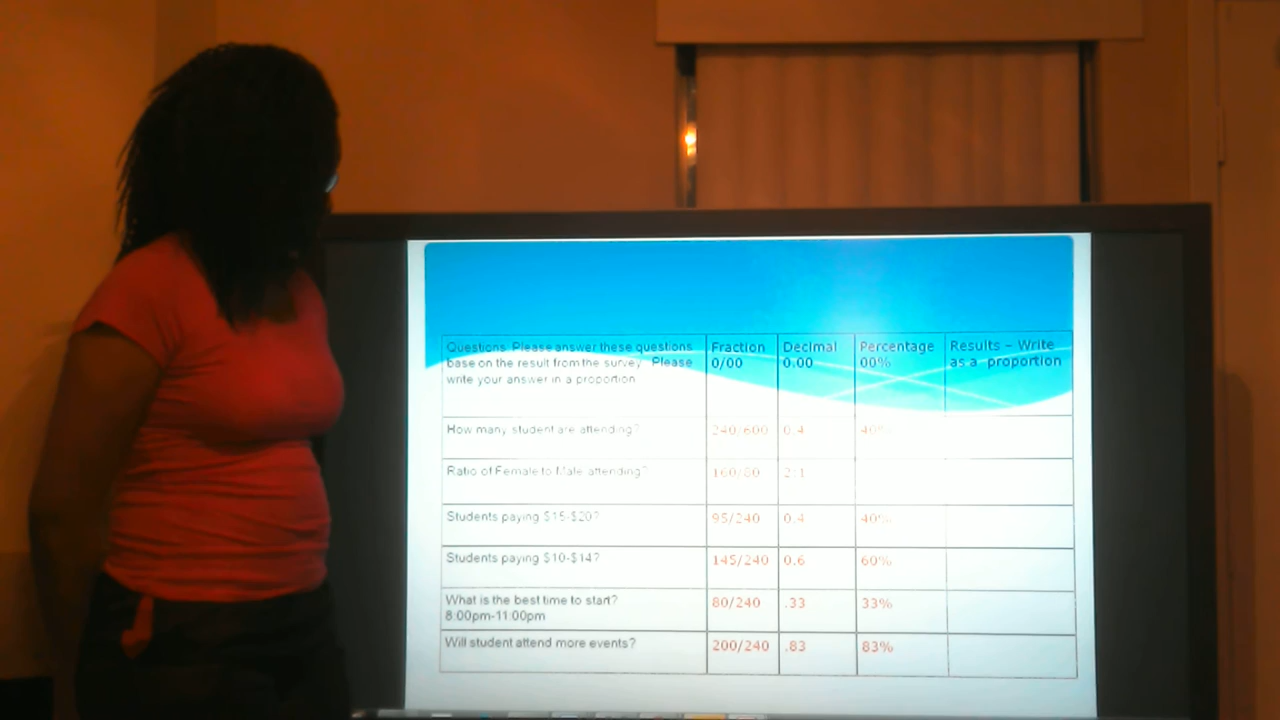 Questions. Please answer these questions
base on the result from the survey. Please
write your answer in a proportion.
Fraction
0/00
Decimal
0.00
Percentage
00%
Results – Write
as a proportion
How many student are attending? 240/600 0.4 40%
Ratio of Female to Male attending? 160/80 2:1
Students paying $15-$20? 95/240 0.4 40%
Students paying $10-$14? 145/240 0.6 60%
What is the best time to start?
8:00pm-11:00pm
80/240 .33 33%
Will student attend more events? 200/240 .83 83%